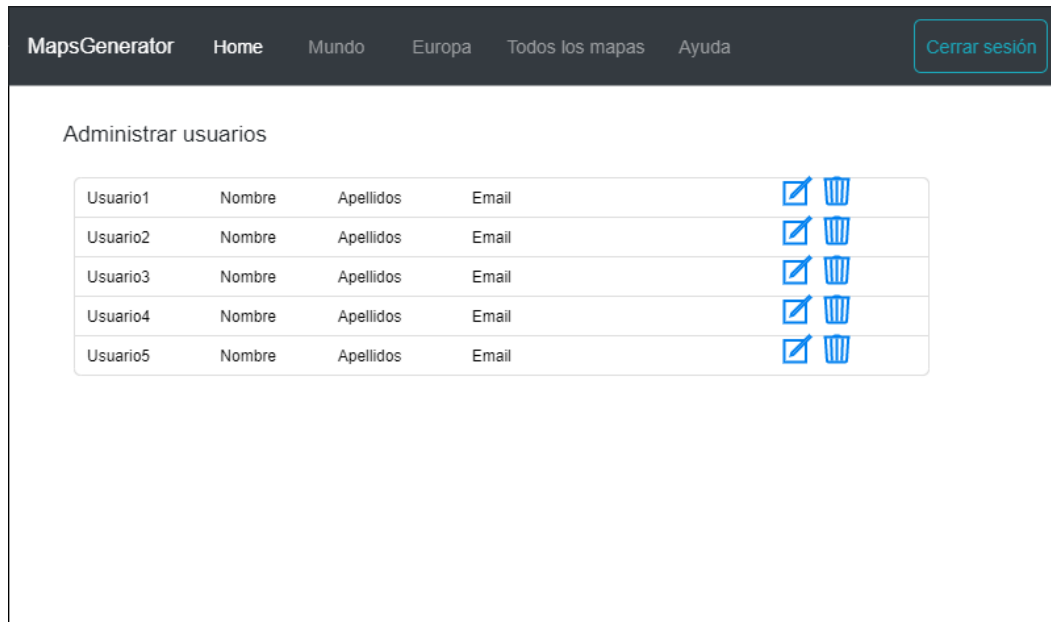 MapsGenerator Home Mundo Europa Todos los mapas Ayuda Cerrar sesión
Administrar usuarios
Usuario1 Nombre Apellidos Email
Usuario2 Nombre Apellidos Email
Usuario3 Nombre Apellidos Email
Usuario4 Nombre Apellidos Email
Usuario5 Nombre Apellidos Email